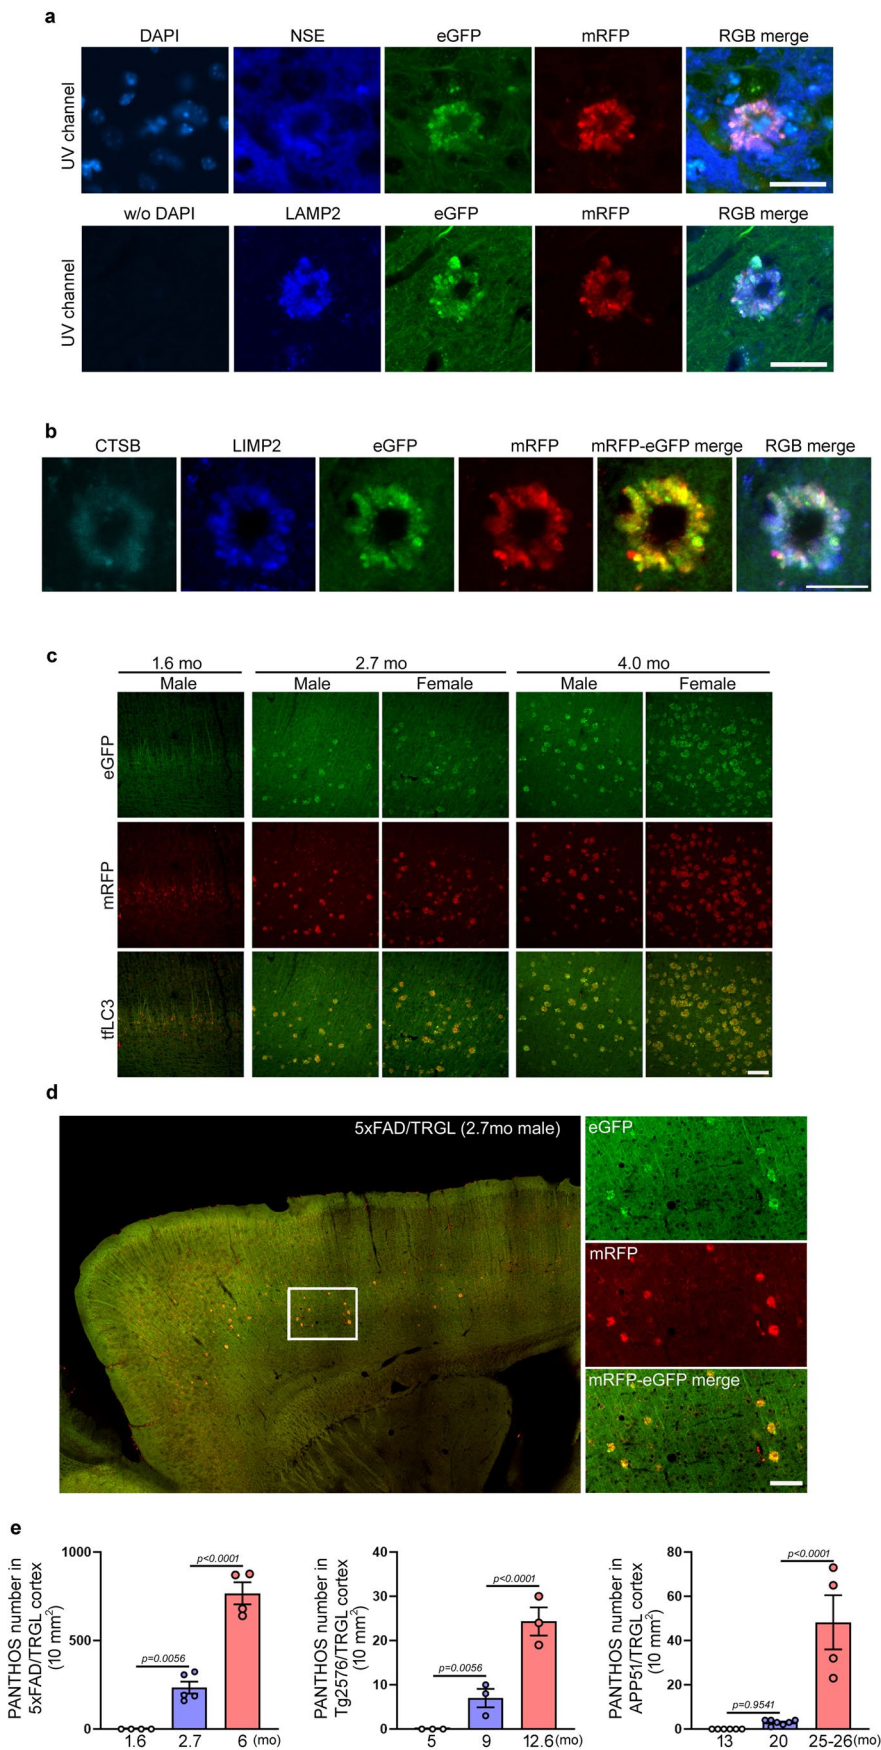 a
DAPI NSE eGFP mRFP RGB merge
UV channel
w/o DAPI LAMP2 eGFP mRFP RGB merge
UV channel
b
CTSB LIMP2 eGFP mRFP mRFP-eGFP merge RGB merge
c
1.6 mo 2.7 mo 4.0 mo
Male Male Female Male Female
eGFP
mRFP
tfLC3
d
5xFAD/TRGL (2.7mo male)
eGFP
mRFP
mRFP-eGFP merge
e
PANTHOS number in
5xFAD/TRGL cortex
(10 mm²)
1000
500
0
p=0.0056
p<0.0001
1.6 2.7 6 (mo)
PANTHOS number in
Tg2576/TRGL cortex
(10 mm²)
40
30
20
10
0
p=0.0056
p<0.0001
5 9 12.6 (mo)
PANTHOS number in
APP51/TRGL cortex
(10 mm²)
80
60
40
20
0
p=0.9541
p<0.0001
13 20 25-26(mo)